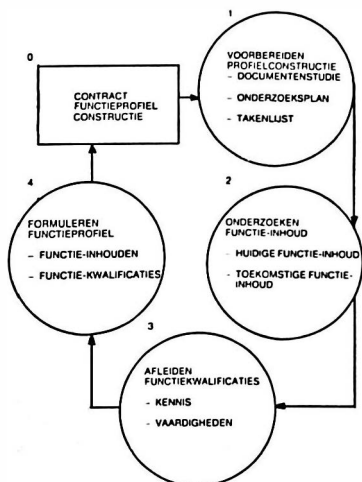 0
CONTRACT
FUNCTIEPROFIEL
CONSTRUCTIE
1
VOORBEREIDEN
PROFIELCONSTRUCTIE
- DOCUMENTENSTUDIE
- ONDERZOEKSPLAN
- TAKENLIJST
2
ONDERZOEKEN
FUNCTIE-INHOUD
- HUIDIGE FUNCTIE-INHOUD
- TOEKOMSTIGE FUNCTIE-
INHOUD
3
AFLEIDEN
FUNCTIEKWALIFICATIES
- KENNIS
- VAARDIGHEDEN
4
FORMULEREN
FUNCTIEPROFIEL
- FUNCTIE-INHOUDEN
- FUNCTIE-KWALIFICATIES